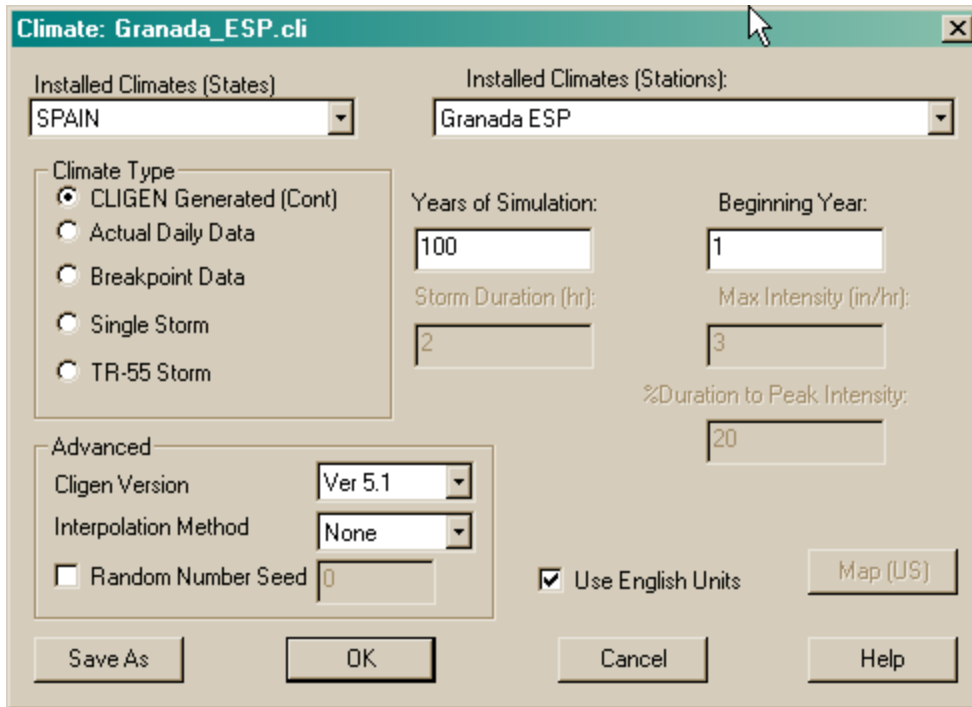 Climate: Granada_ESP.cli
Installed Climates (States)
Installed Climates (Stations):
SPAIN
Granada ESP
Climate Type
CLIGEN Generated (Cont)
Actual Daily Data
Breakpoint Data
Single Storm
TR-55 Storm
Years of Simulation:
Beginning Year:
100
1
Storm Duration (hr):
Max Intensity (in/hr):
2
3
%Duration to Peak Intensity:
20
Advanced
Cligen Version
Ver 5.1
Interpolation Method
None
Random Number Seed
0
Use English Units
Map (US)
Save As
OK
Cancel
Help